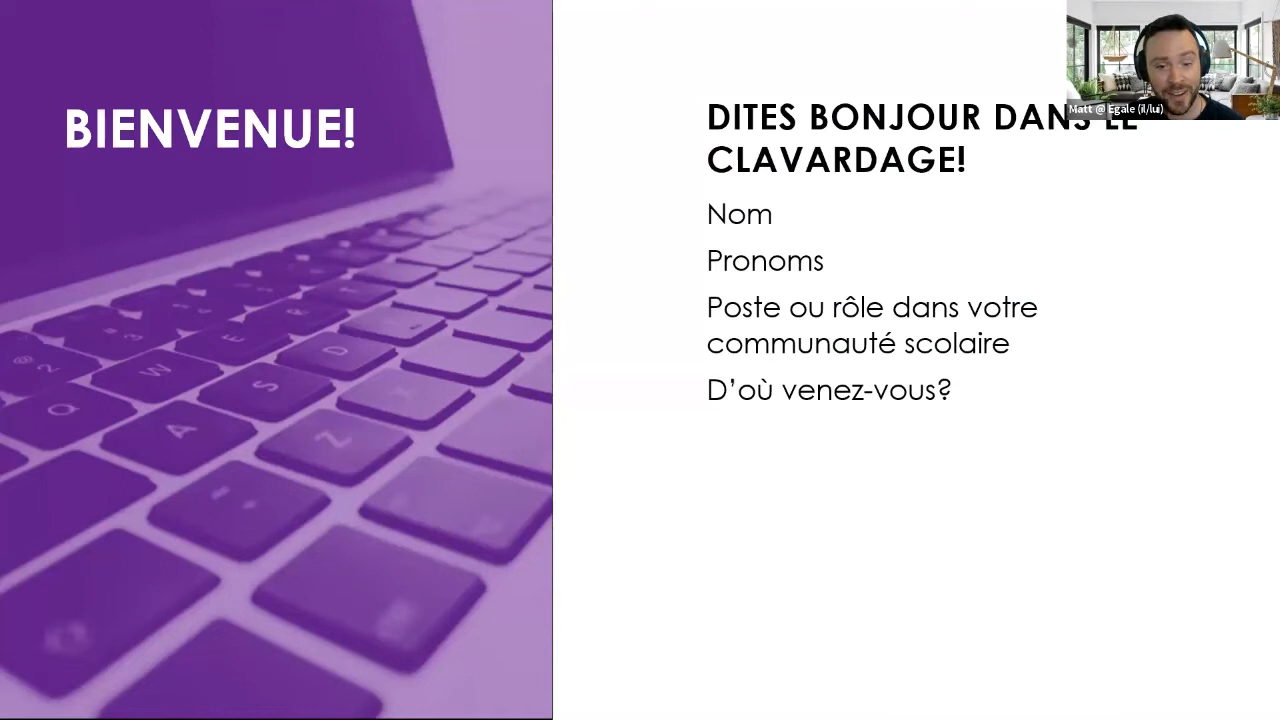 BIENVENUE!
DITES BONJOUR DANS LE
CLAVARDAGE!
Nom
Pronoms
Poste ou rôle dans votre
communauté scolaire
D’où venez-vous?
Matt @ Egale (il/lui)
2
W
E
R
T
Q
A
S
D
Z
X